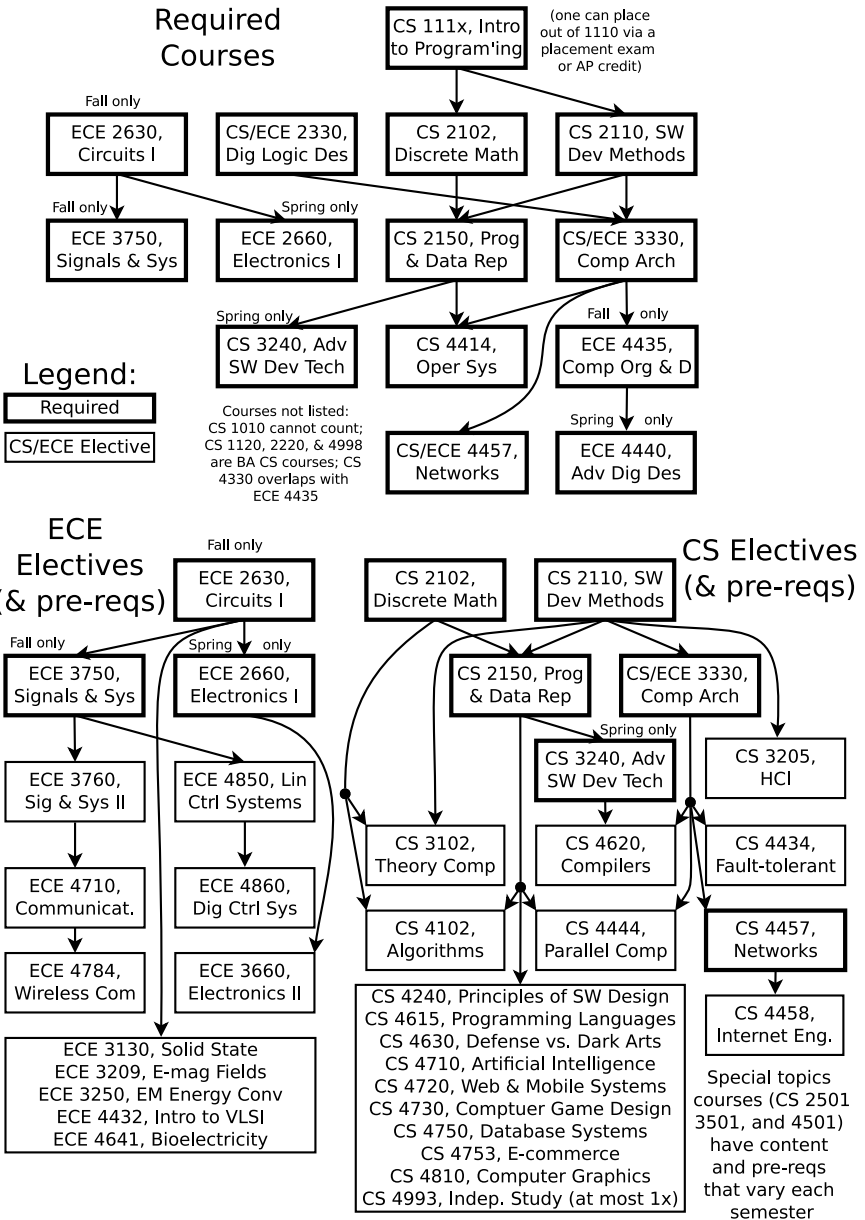 Required
Courses
CS 111x, Intro
to Program'ing
(one can place
out of 1110 via a
placement exam
or AP credit)
Fall only
ECE 2630,
Circuits I
CS/ECE 2330,
Dig Logic Des
CS 2102,
Discrete Math
CS 2110, SW
Dev Methods
Fall only
ECE 3750,
Signals & Sys
Spring only
ECE 2660,
Electronics I
CS 2150, Prog
& Data Rep
CS/ECE 3330,
Comp Arch
Spring only
CS 3240, Adv
SW Dev Tech
CS 4414,
Oper Sys
Fall only
ECE 4435,
Comp Org & D
Legend:
Required
CS/ECE Elective
Courses not listed:
CS 1010 cannot count;
CS 1120, 2220, & 4998
are BA CS courses; CS
4330 overlaps with
ECE 4435
CS/ECE 4457,
Networks
Spring only
ECE 4440,
Adv Dig Des
ECE
Electives
(& pre-reqs)
Fall only
ECE 2630,
Circuits I
Fall only
ECE 3750,
Signals & Sys
Spring only
ECE 2660,
Electronics I
ECE 3760,
Sig & Sys II
ECE 4850, Lin
Ctrl Systems
ECE 4710,
Communicat.
ECE 4860,
Dig Ctrl Sys
ECE 4784,
Wireless Com
ECE 3660,
Electronics II
ECE 3130, Solid State
ECE 3209, E-mag Fields
ECE 3250, EM Energy Conv
ECE 4432, Intro to VLSI
ECE 4641, Bioelectricity
CS Electives
(& pre-reqs)
CS 2102,
Discrete Math
CS 2110, SW
Dev Methods
CS 2150, Prog
& Data Rep
CS/ECE 3330,
Comp Arch
Spring only
CS 3240, Adv
SW Dev Tech
CS 3205,
HCI
CS 3102,
Theory Comp
CS 4620,
Compilers
CS 4434,
Fault-tolerant
CS 4102,
Algorithms
CS 4444,
Parallel Comp
CS 4457,
Networks
CS 4240, Principles of SW Design
CS 4615, Programming Languages
CS 4630, Defense vs. Dark Arts
CS 4710, Artificial Intelligence
CS 4720, Web & Mobile Systems
CS 4730, Comptuer Game Design
CS 4750, Database Systems
CS 4753, E-commerce
CS 4810, Computer Graphics
CS 4993, Indep. Study (at most 1x)
CS 4458,
Internet Eng.
Special topics
courses (CS 2501
3501, and 4501)
have content
and pre-reqs
that vary each
semester